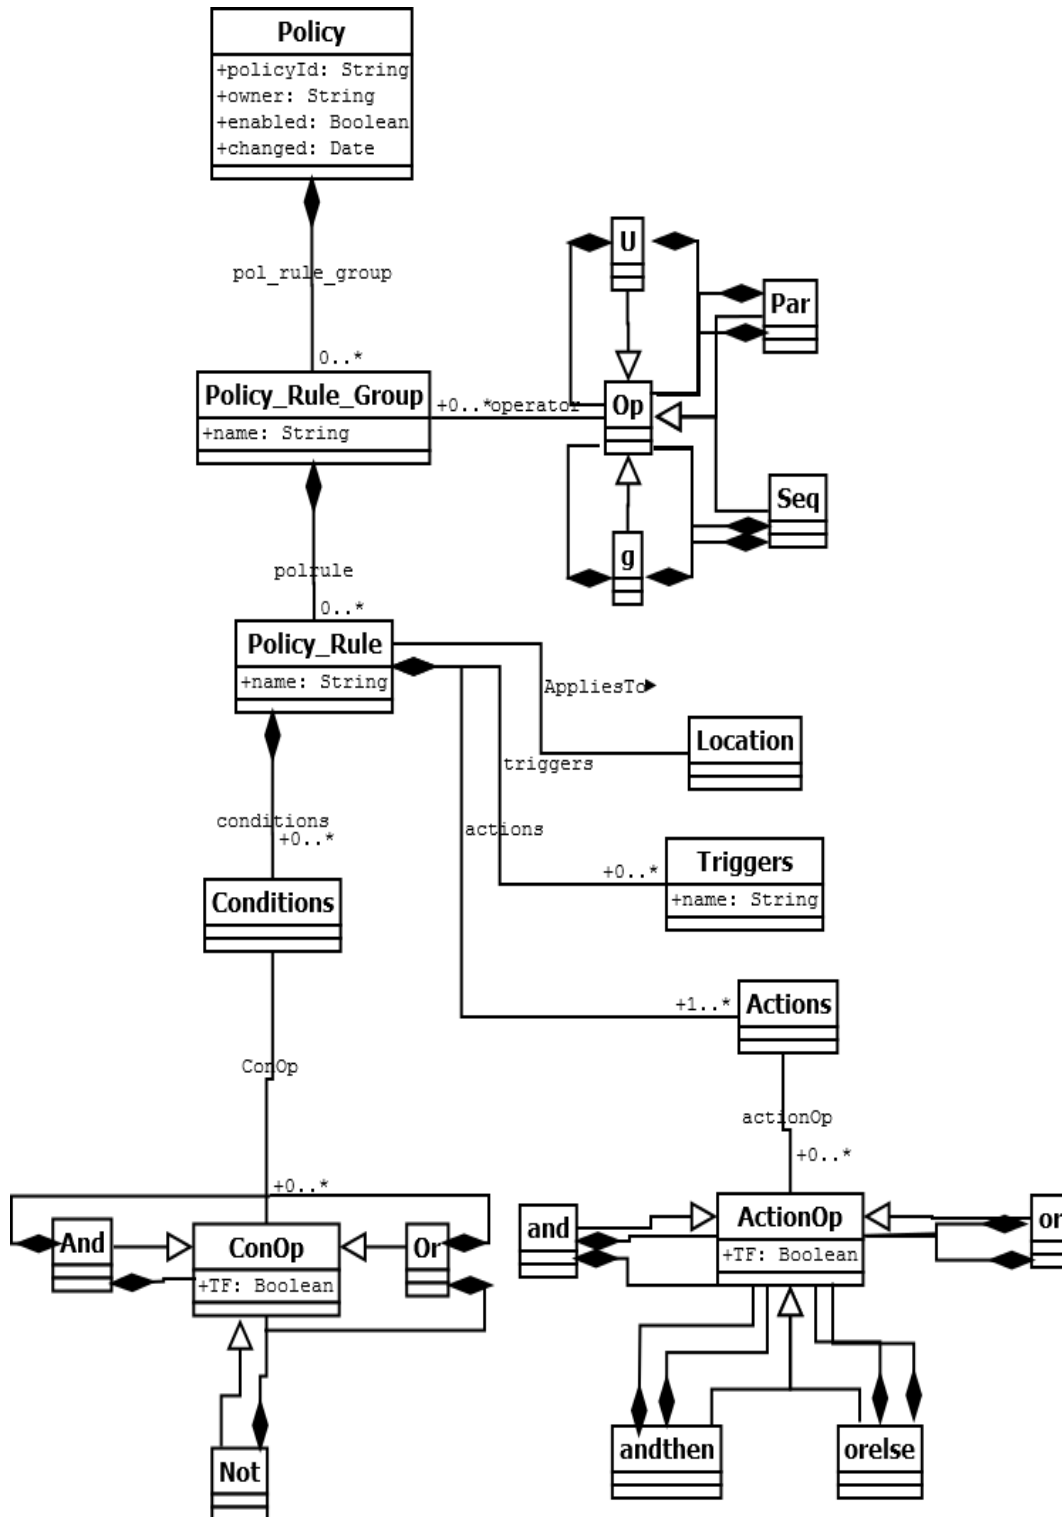 Policy
+policyId: String
+owner: String
+enabled: Boolean
+changed: Date
pol_rule_group
0..*
Policy_Rule_Group
+name: String
+0..*operator
U
Par
Op
Seq
g
polrule
0..*
Policy_Rule
+name: String
AppliesTo
Location
triggers
+0..*
Triggers
+name: String
actions
+1..*
Actions
conditions
+0..*
Conditions
ConOp
+0..*
And
ConOp
+TF: Boolean
Or
Not
actionOp
+0..*
and
ActionOp
+TF: Boolean
or
andthen
orelse